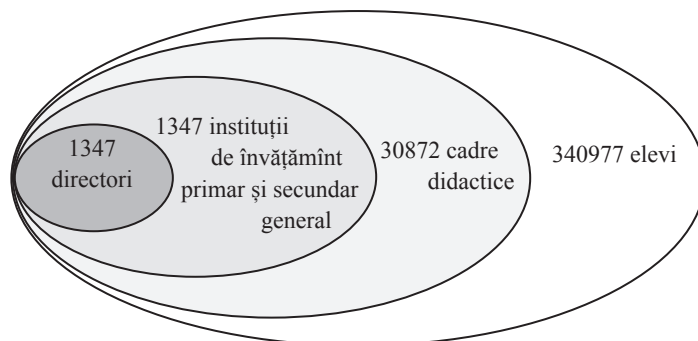 1347
directori
1347 instituții
de învățămînt
primar și secundar
general
30872 cadre
didactice
340977 elevi